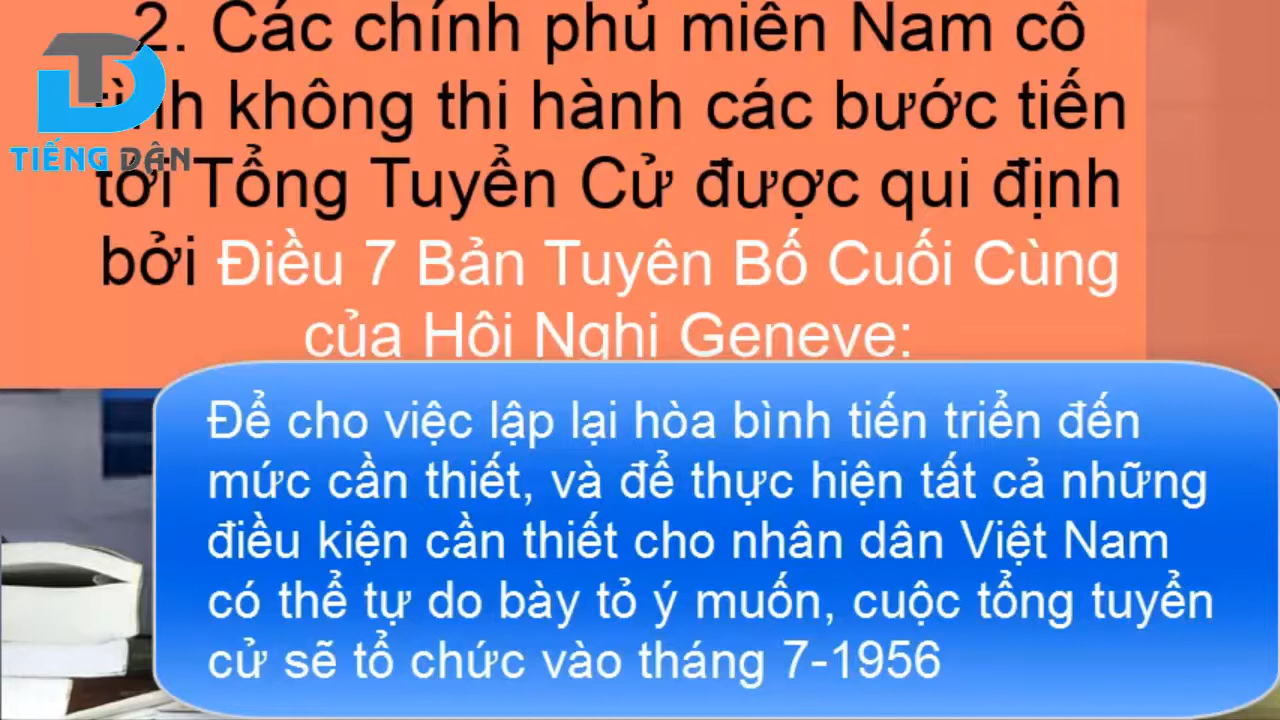 2. Các chính phủ miền Nam cố
tình không thi hành các bước tiến
tới Tổng Tuyển Cử được qui định
bởi Điều 7 Bản Tuyên Bố Cuối Cùng
của Hội Nghị Geneve:
TD
TIẾNG DÂN
Để cho việc lập lại hòa bình tiến triển đến
mức cần thiết, và để thực hiện tất cả những
điều kiện cần thiết cho nhân dân Việt Nam
có thể tự do bày tỏ ý muốn, cuộc tổng tuyển
cử sẽ tổ chức vào tháng 7-1956